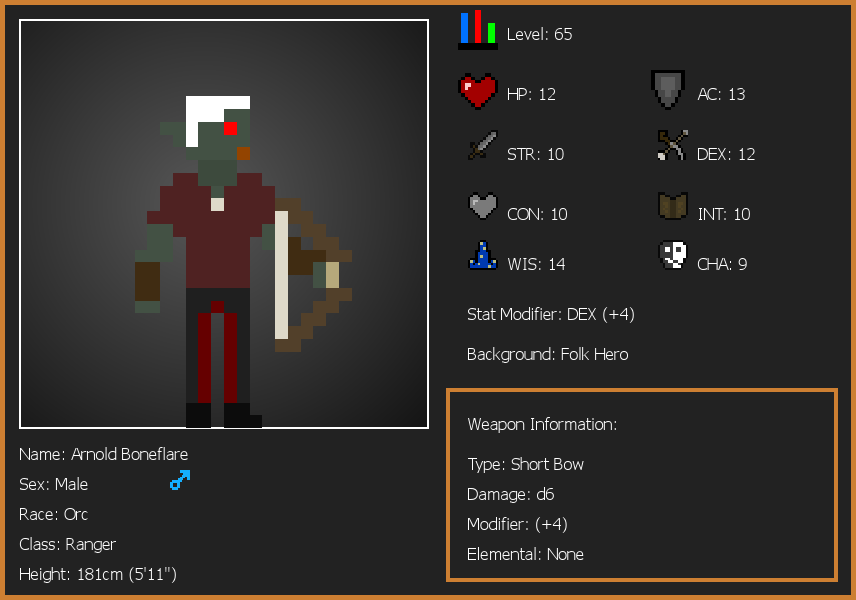 Level: 65
HP: 12
AC: 13
STR: 10
DEX: 12
CON: 10
INT: 10
WIS: 14
CHA: 9
Stat Modifier: DEX (+4)
Background: Folk Hero
Weapon Information:
Type: Short Bow
Damage: d6
Modifier: (+4)
Elemental: None
Name: Arnold Boneflare
Sex: Male
Race: Orc
Class: Ranger
Height: 181cm (5'11")